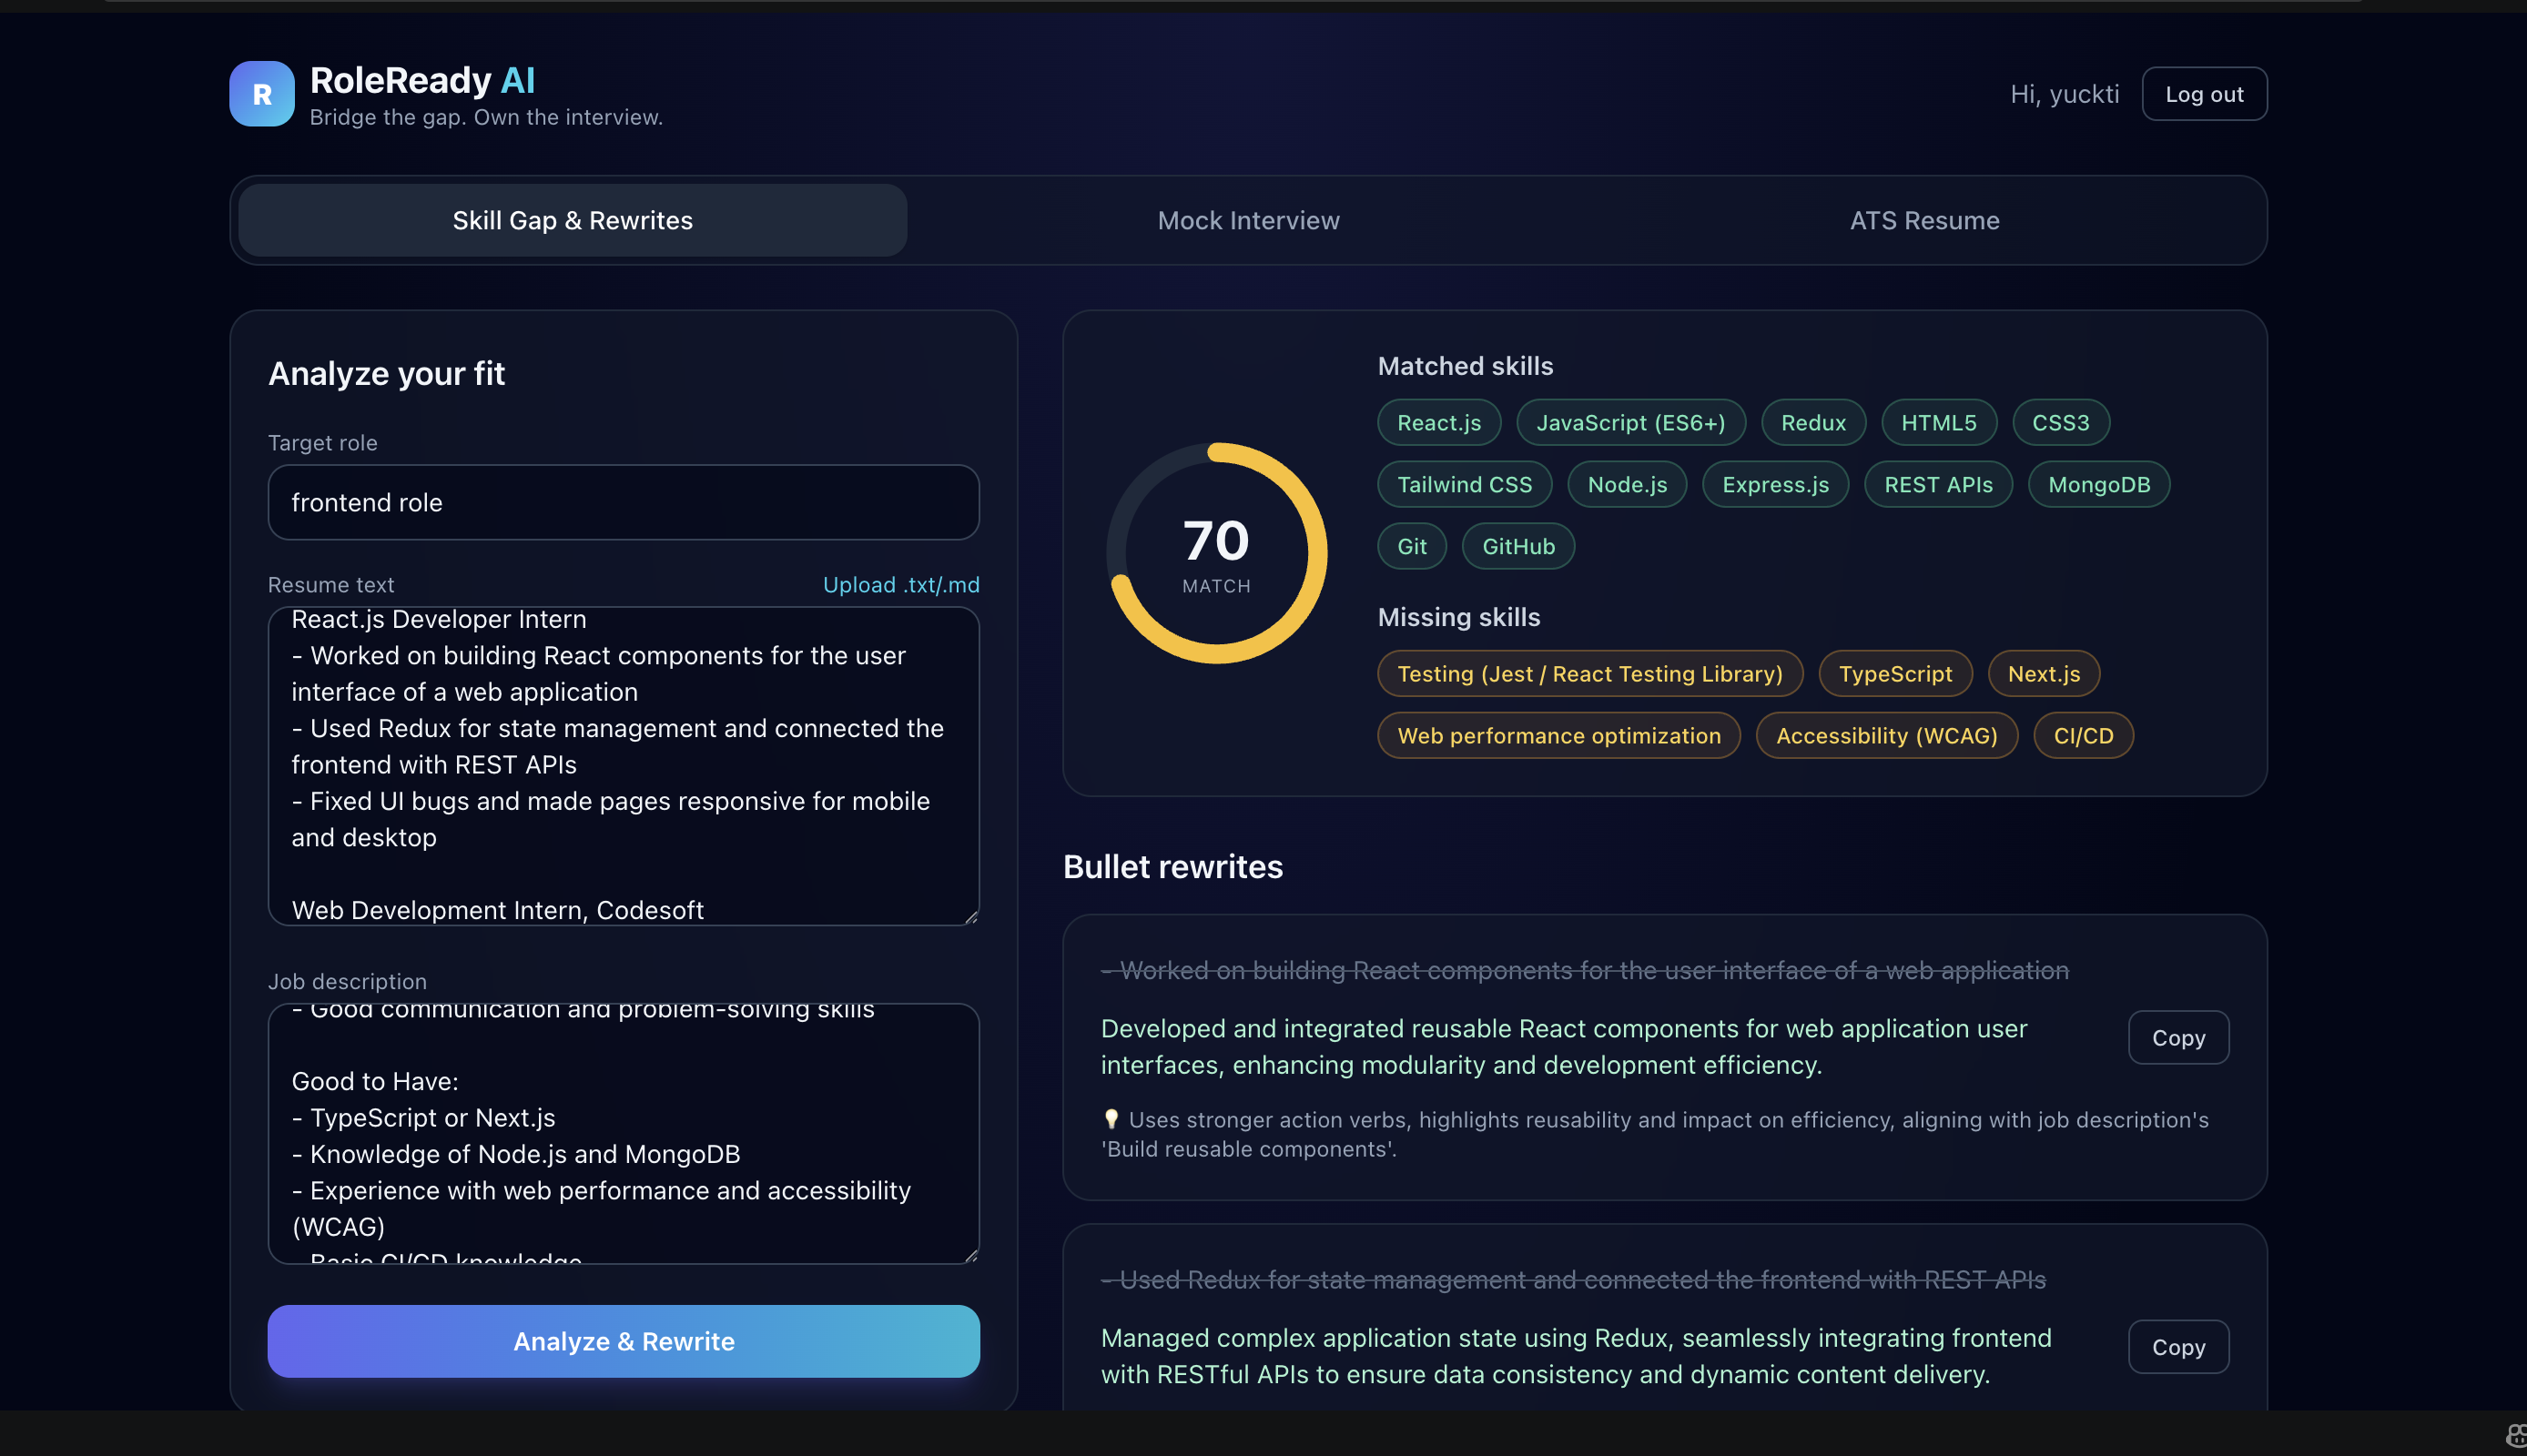 R
RoleReady AI
Bridge the gap. Own the interview.
Hi, yuckti
Log out
Skill Gap & Rewrites
Mock Interview
ATS Resume
Analyze your fit
Target role
frontend role
Resume text
Upload .txt/.md
React.js Developer Intern
- Worked on building React components for the user
interface of a web application
- Used Redux for state management and connected the
frontend with REST APIs
- Fixed UI bugs and made pages responsive for mobile
and desktop
Web Development Intern, Codesoft
Job description
- Good communication and problem-solving skills
Good to Have:
- TypeScript or Next.js
- Knowledge of Node.js and MongoDB
- Experience with web performance and accessibility
(WCAG)
- Basic CI/CD knowledge
Analyze & Rewrite
70
MATCH
Matched skills
React.js
JavaScript (ES6+)
Redux
HTML5
CSS3
Tailwind CSS
Node.js
Express.js
REST APIs
MongoDB
Git
GitHub
Missing skills
Testing (Jest / React Testing Library)
TypeScript
Next.js
Web performance optimization
Accessibility (WCAG)
CI/CD
Bullet rewrites
- Worked on building React components for the user interface of a web application
Developed and integrated reusable React components for web application user
interfaces, enhancing modularity and development efficiency.
Copy
💡 Uses stronger action verbs, highlights reusability and impact on efficiency, aligning with job description's
'Build reusable components'.
- Used Redux for state management and connected the frontend with REST APIs
Managed complex application state using Redux, seamlessly integrating frontend
with RESTful APIs to ensure data consistency and dynamic content delivery.
Copy